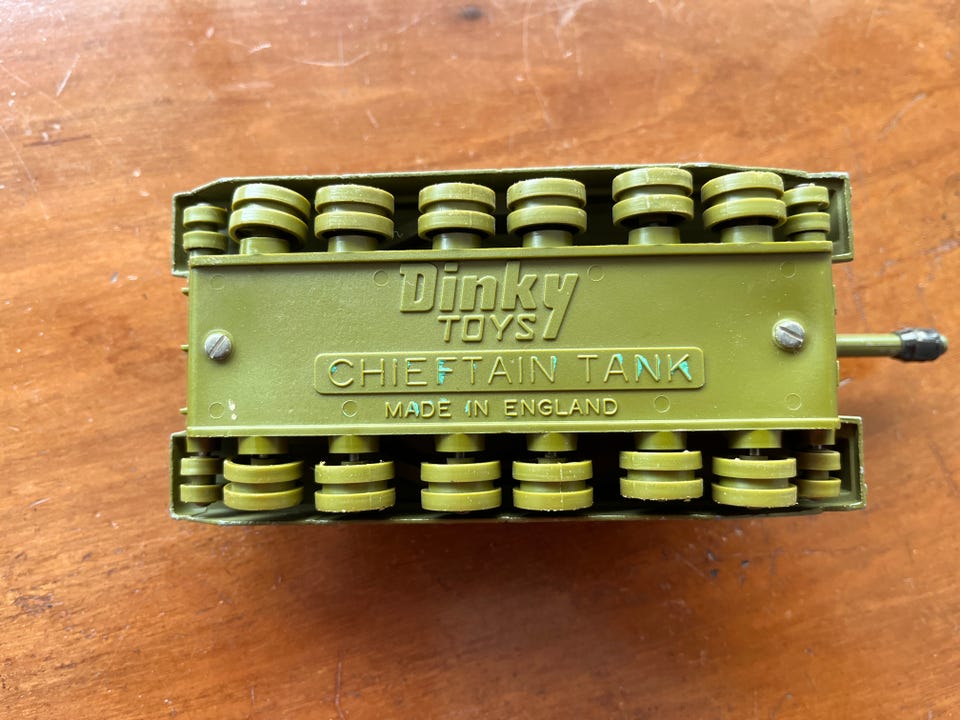 Dinky
TOYS
CHIEFTAIN TANK
MADE IN ENGLAND